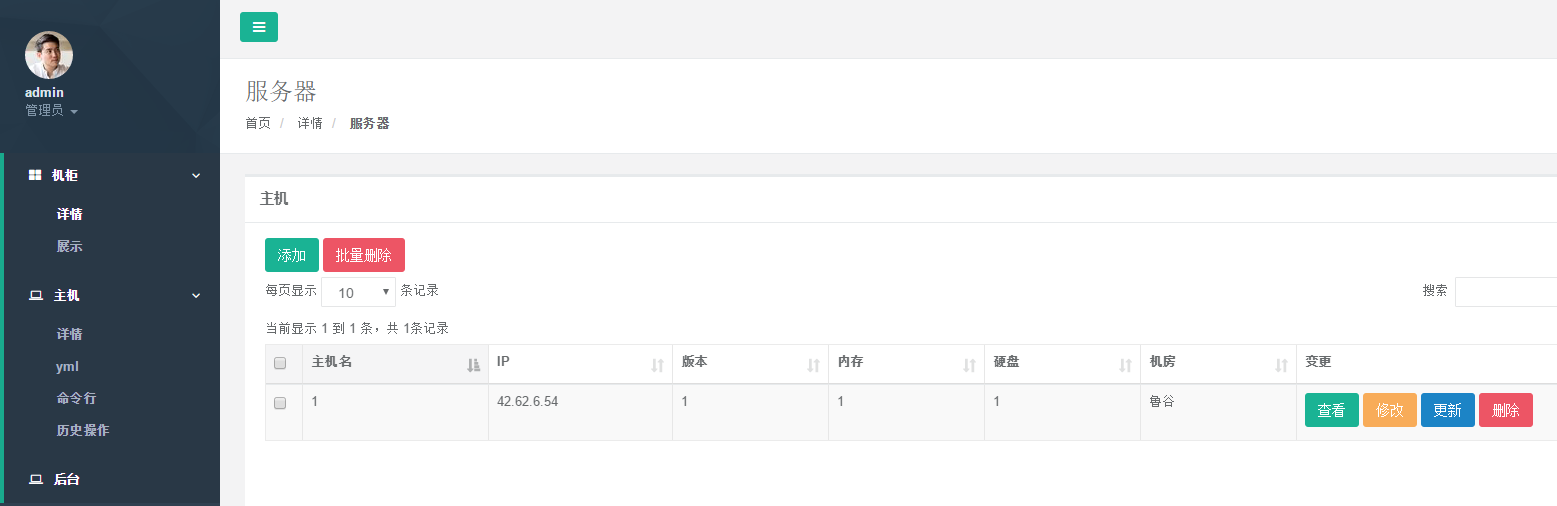 admin
管理员
机柜
详情
展示
主机
详情
yml
命令行
历史操作
后台
服务器
首页 / 详情 / 服务器
主机
添加 批量删除
每页显示 10 条记录 搜索
当前显示 1 到 1 条，共 1条记录
主机名 IP 版本 内存 硬盘 机房 变更
1 42.62.6.54 1 1 1 鲁谷 查看 修改 更新 删除